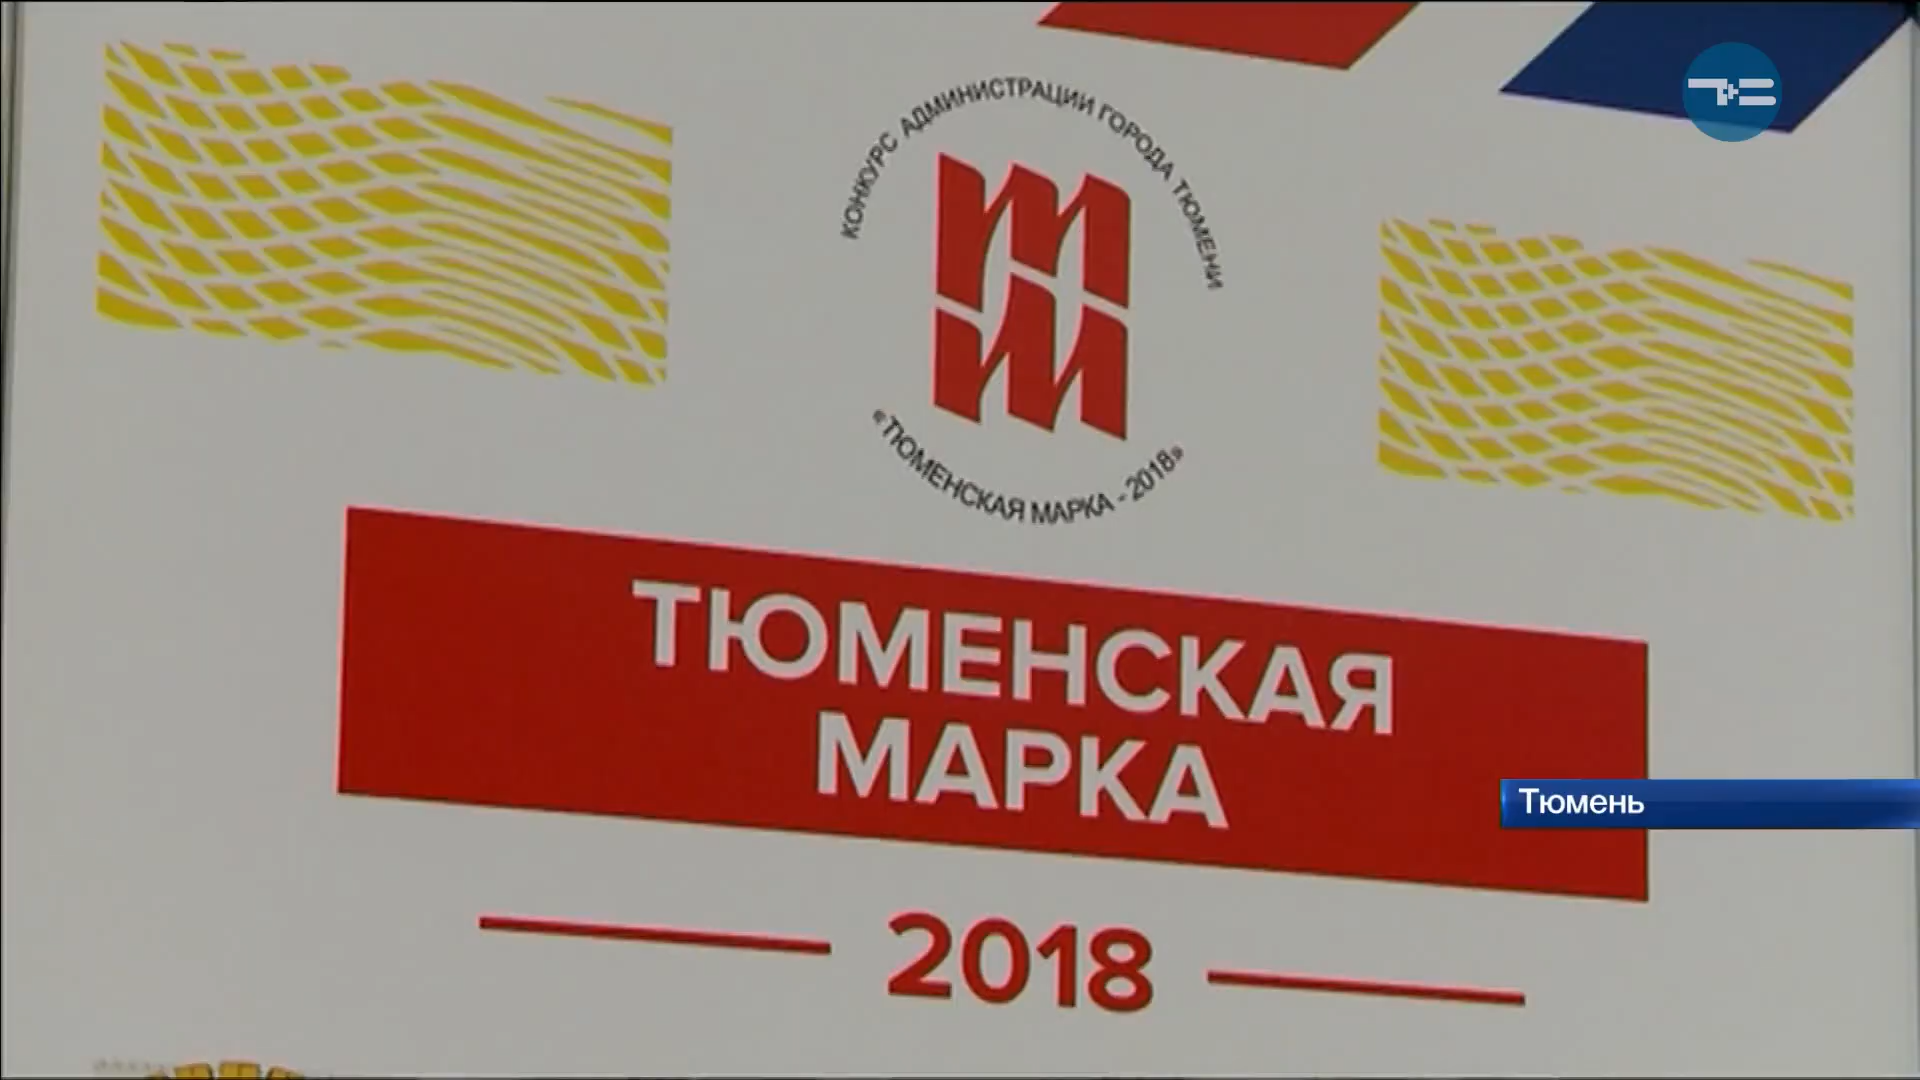 КОНКУРС АДМИНИСТРАЦИИ ГОРОДА ТЮМЕНИ
«ТЮМЕНСКАЯ МАРКА - 2018»
ТЮМЕНСКАЯ
МАРКА
2018
Тюмень